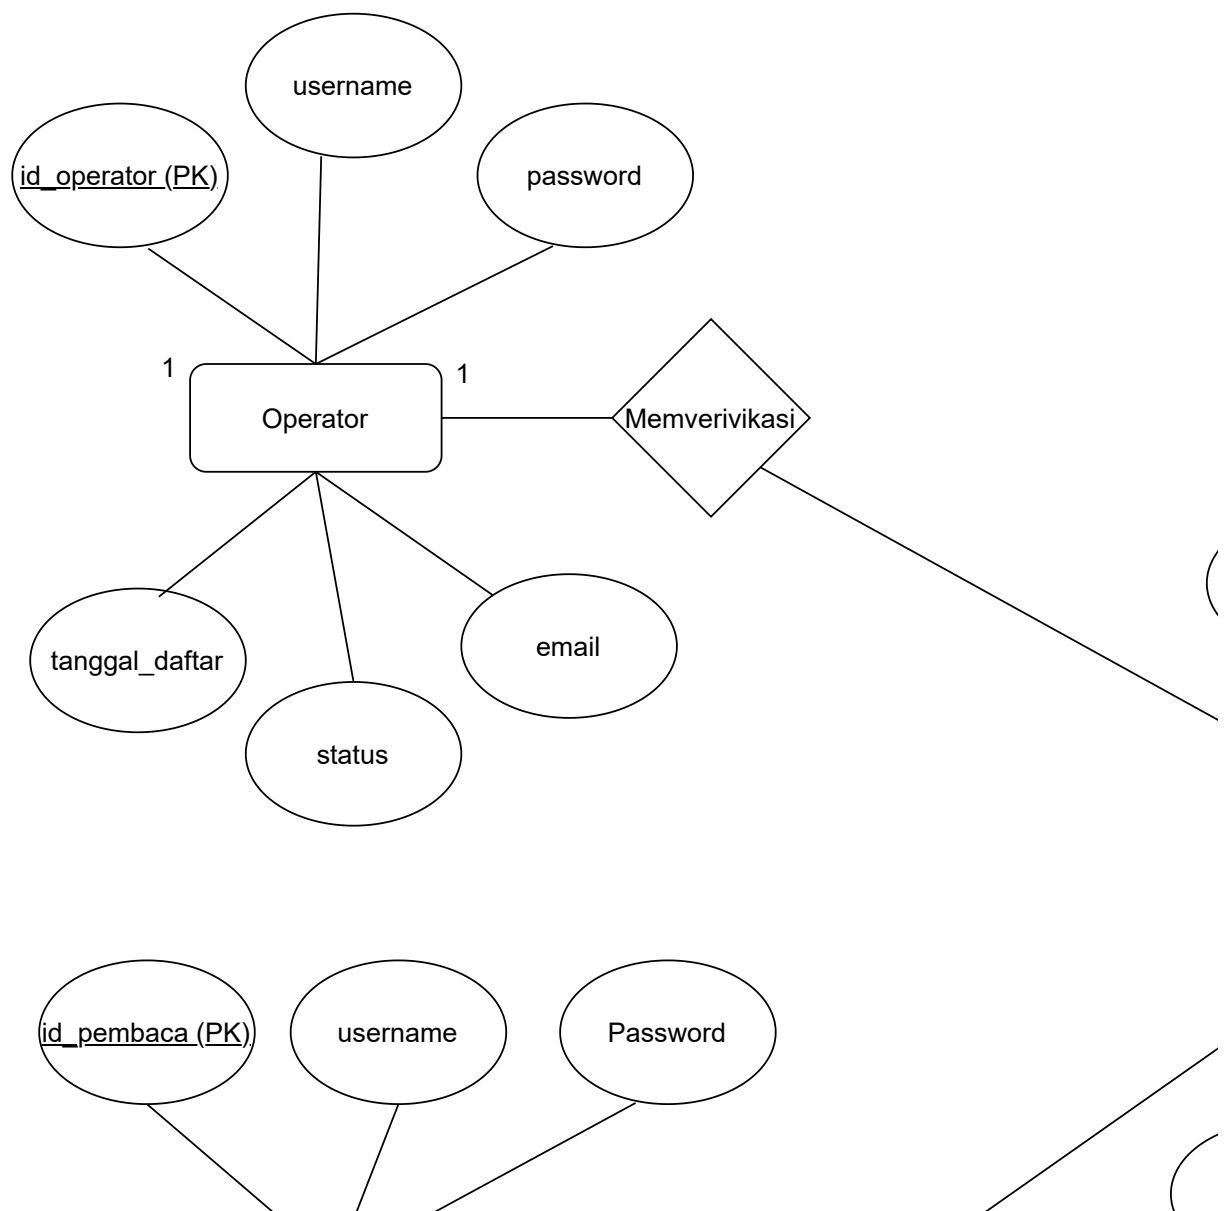 username
id_operator (PK)
password
1
1
Operator
Memverivikasi
tanggal_daftar
email
status
id_pembaca (PK)
username
Password